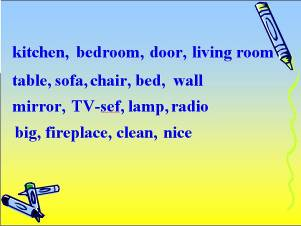 kitchen, bedroom, door, living room
table, sofa, chair, bed, wall
mirror, TV-sef, lamp, radio
big, fireplace, clean, nice